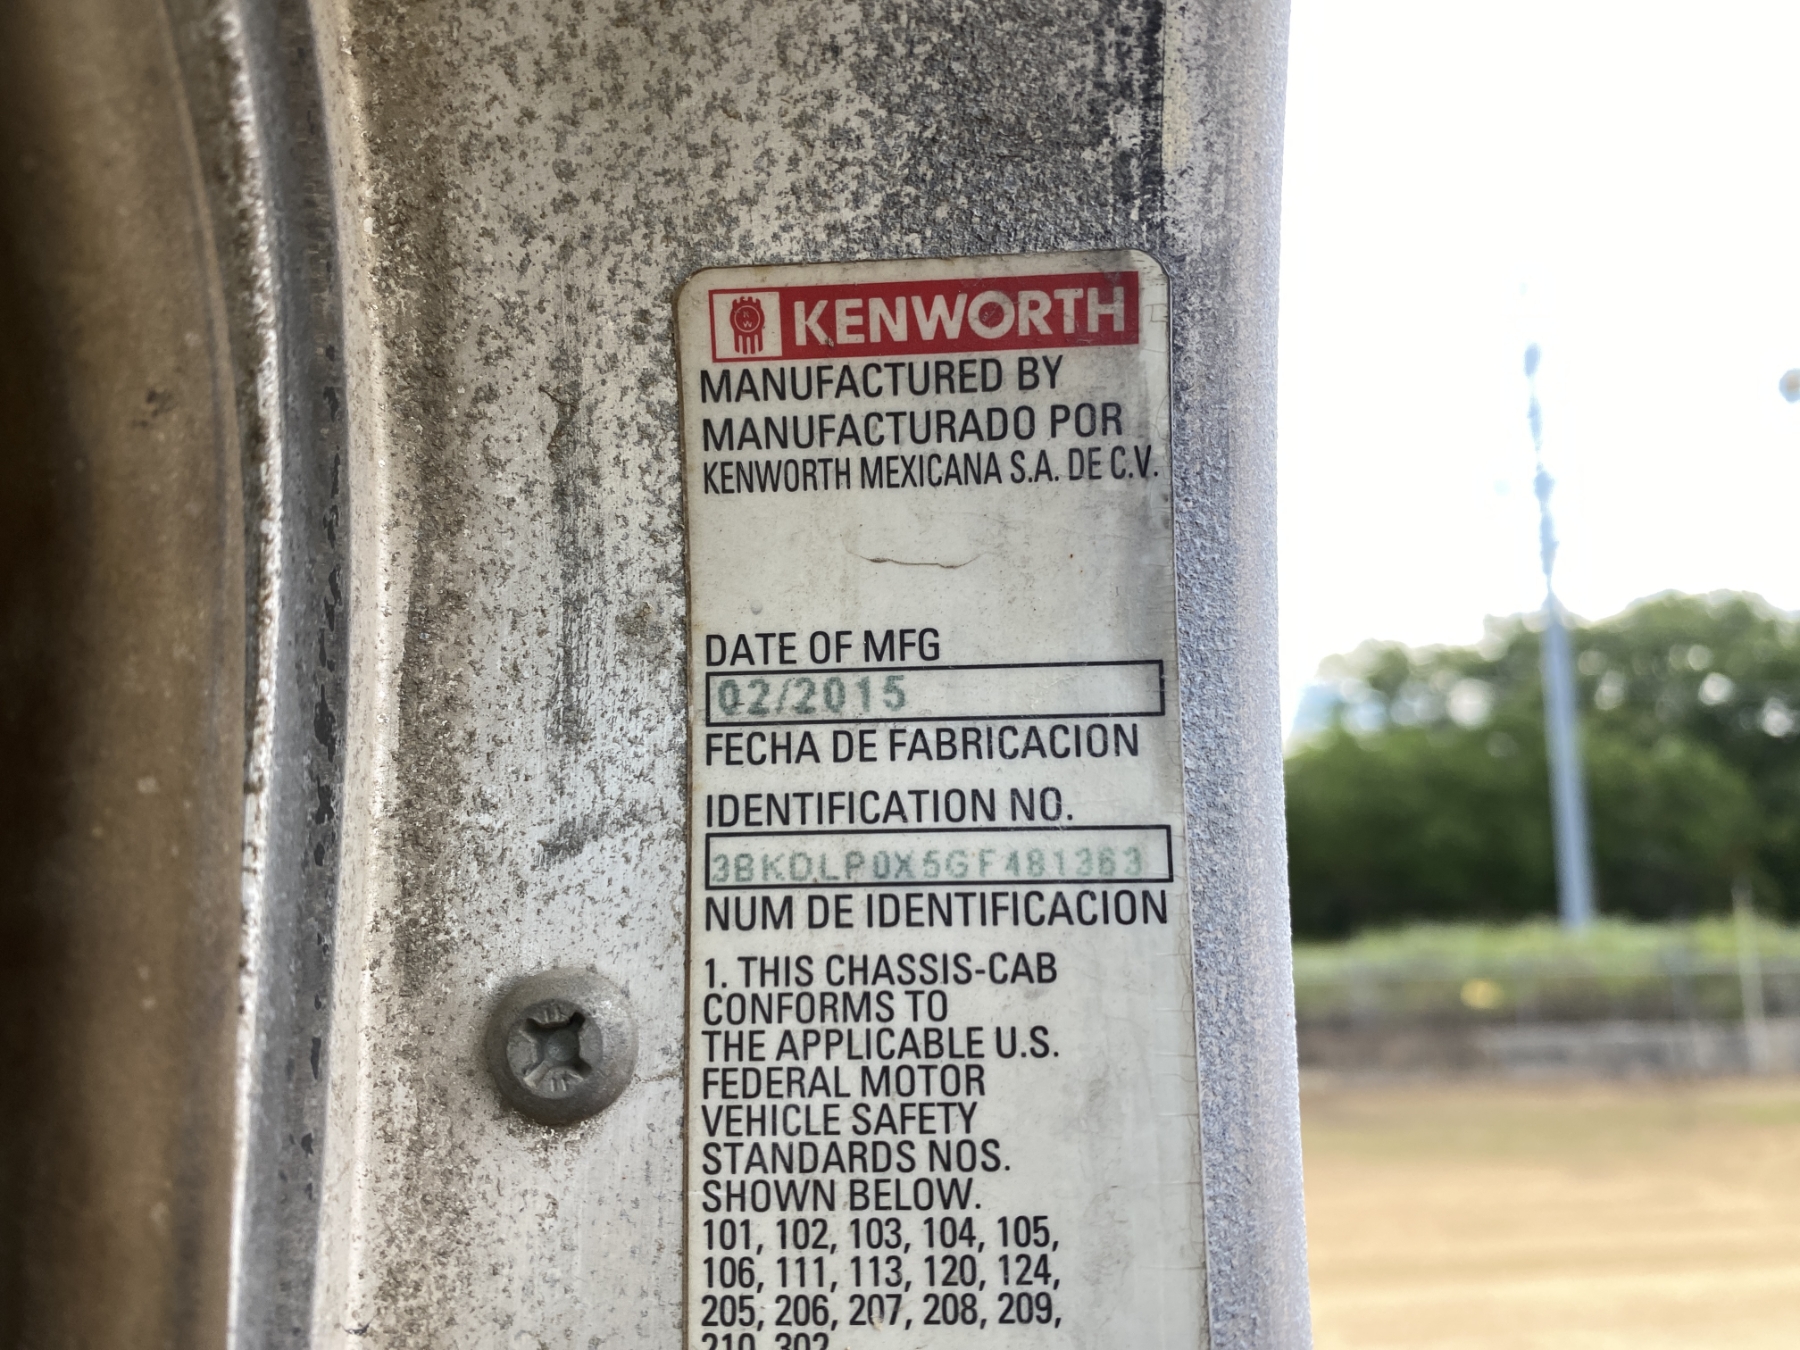 KENWORTH
MANUFACTURED BY
MANUFACTURADO POR
KENWORTH MEXICANA S.A. DE C.V.
DATE OF MFG
02/2015
FECHA DE FABRICACION
IDENTIFICATION NO.
3BKDLP0X5GF481363
NUM DE IDENTIFICACION
1. THIS CHASSIS-CAB
CONFORMS TO
THE APPLICABLE U.S.
FEDERAL MOTOR
VEHICLE SAFETY
STANDARDS NOS.
SHOWN BELOW.
101, 102, 103, 104, 105,
106, 111, 113, 120, 124,
205, 206, 207, 208, 209,
210, 302